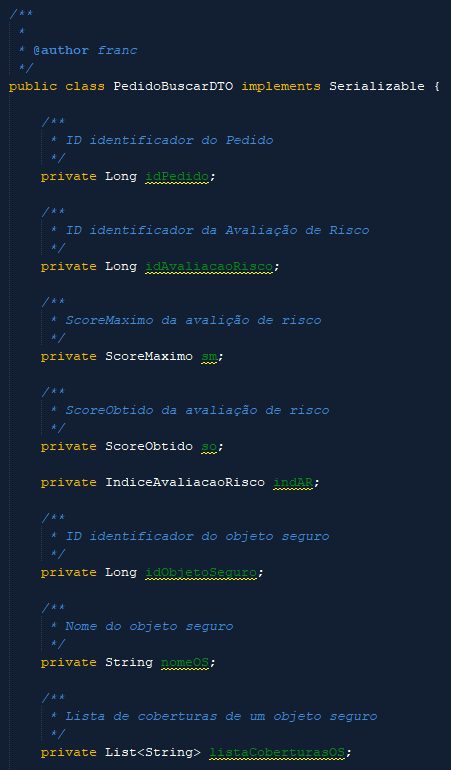 /**
 *
 * @author franc
 */
public class PedidoBuscarDTO implements Serializable {
    /**
     * ID identificador do Pedido
     */
    private Long idPedido;
    /**
     * ID identificador da Avaliação de Risco
     */
    private Long idAvaliacaoRisco;
    /**
     * ScoreMaximo da avalição de risco
     */
    private ScoreMaximo sm;
    /**
     * ScoreObtido da avaliação de risco
     */
    private ScoreObtido so;
    private IndiceAvaliacaoRisco indAR;
    /**
     * ID identificador do objeto seguro
     */
    private Long idObjetoSeguro;
    /**
     * Nome do objeto seguro
     */
    private String nomeOS;
    /**
     * Lista de coberturas de um objeto seguro
     */
    private List<String> listaCoberturasOS;